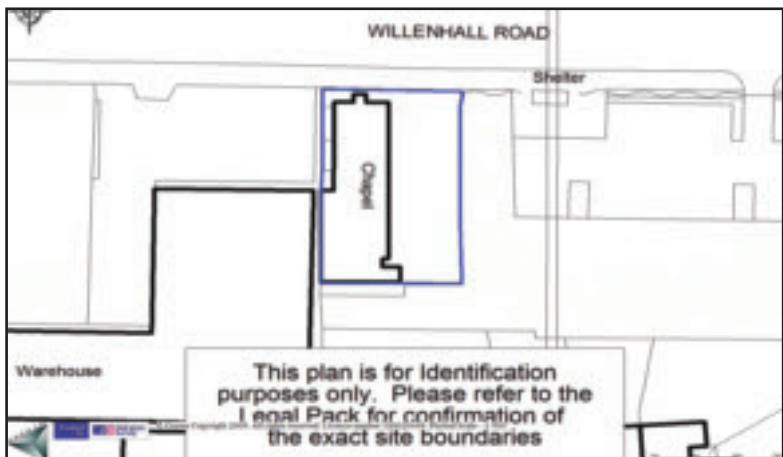 WILLENHALL ROAD
Shelter
Chapel
Warehouse
This plan is for Identification
purposes only. Please refer to the
Legal Pack for confirmation of
the exact site boundaries